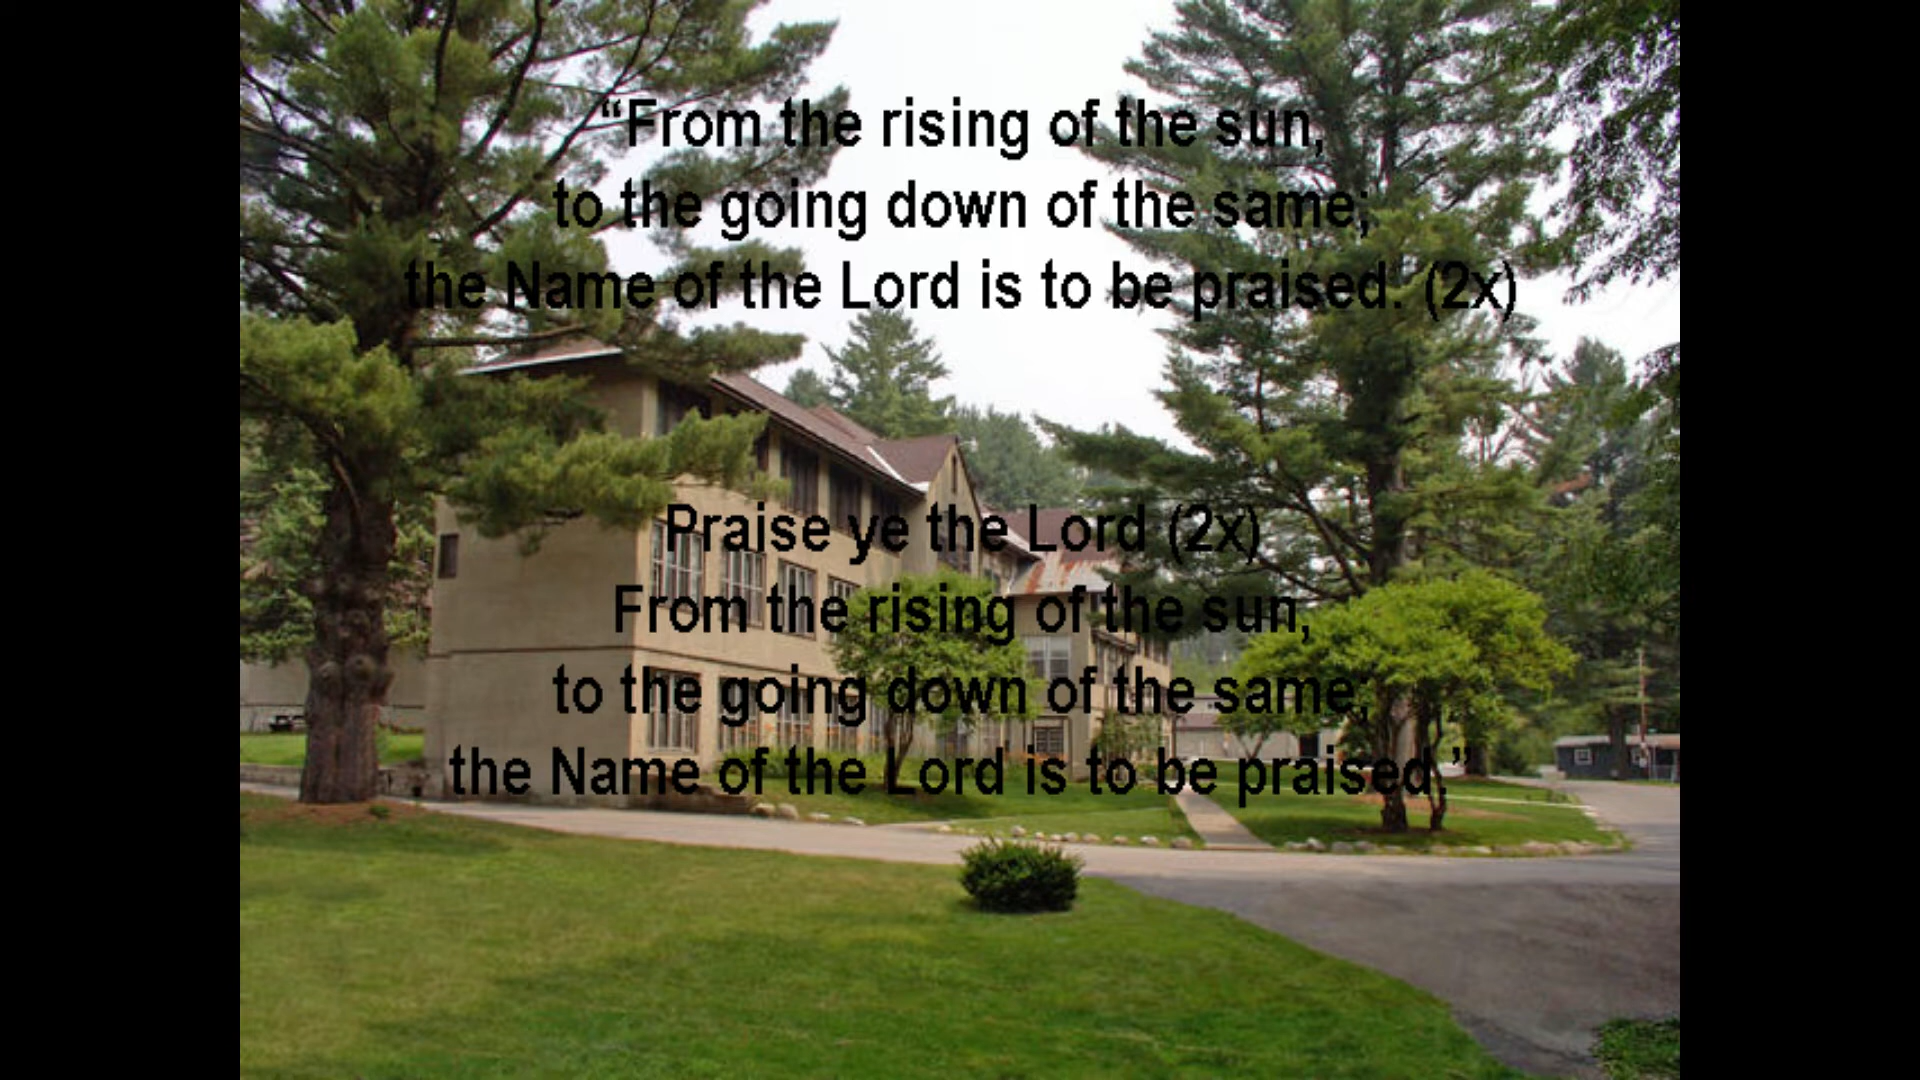 “From the rising of the sun,
to the going down of the same;
the Name of the Lord is to be praised. (2x)
Praise ye the Lord (2x)
From the rising of the sun,
to the going down of the same;
the Name of the Lord is to be praised.”